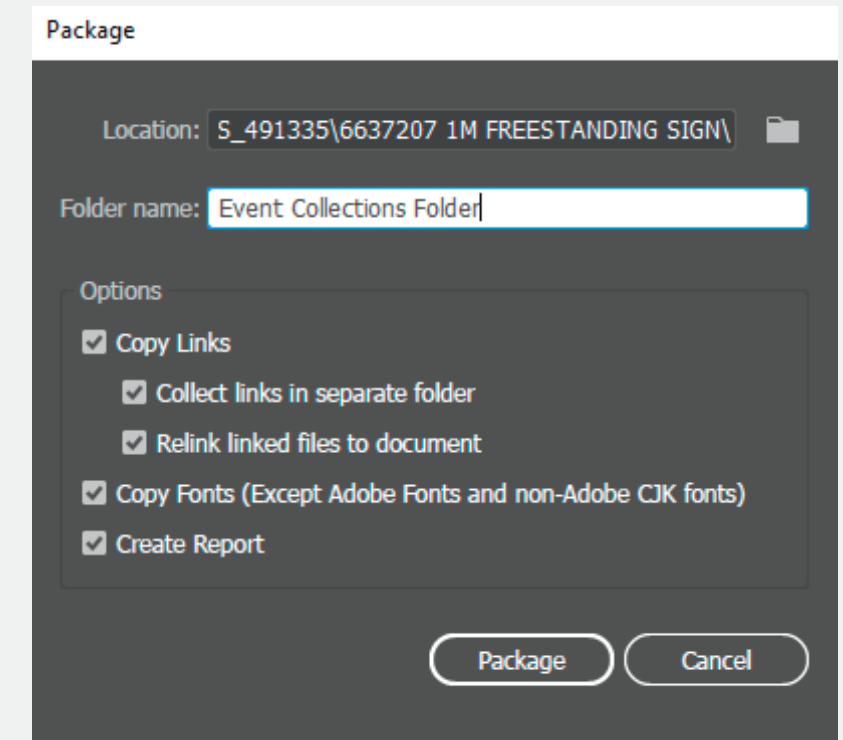 Package
Location: S_491335\6637207 1M FREESTANDING SIGN\
Folder name: Event Collections Folder
Options
Copy Links
Collect links in separate folder
Relink linked files to document
Copy Fonts (Except Adobe Fonts and non-Adobe CJK fonts)
Create Report
Package Cancel